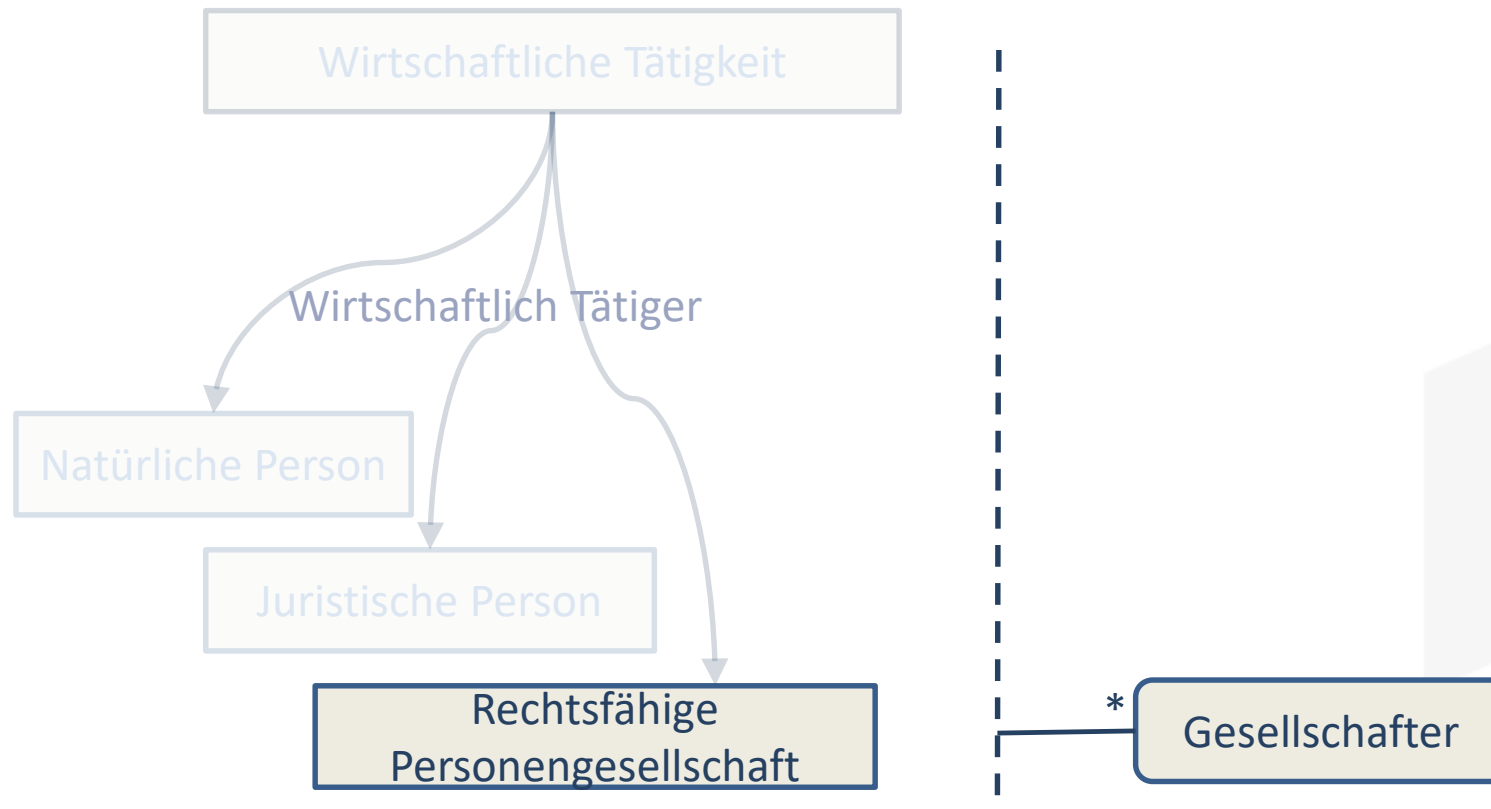 Wirtschaftliche Tätigkeit
Wirtschaftlich Tätiger
Natürliche Person
Juristische Person
Rechtsfähige
Personengesellschaft
*
Gesellschafter